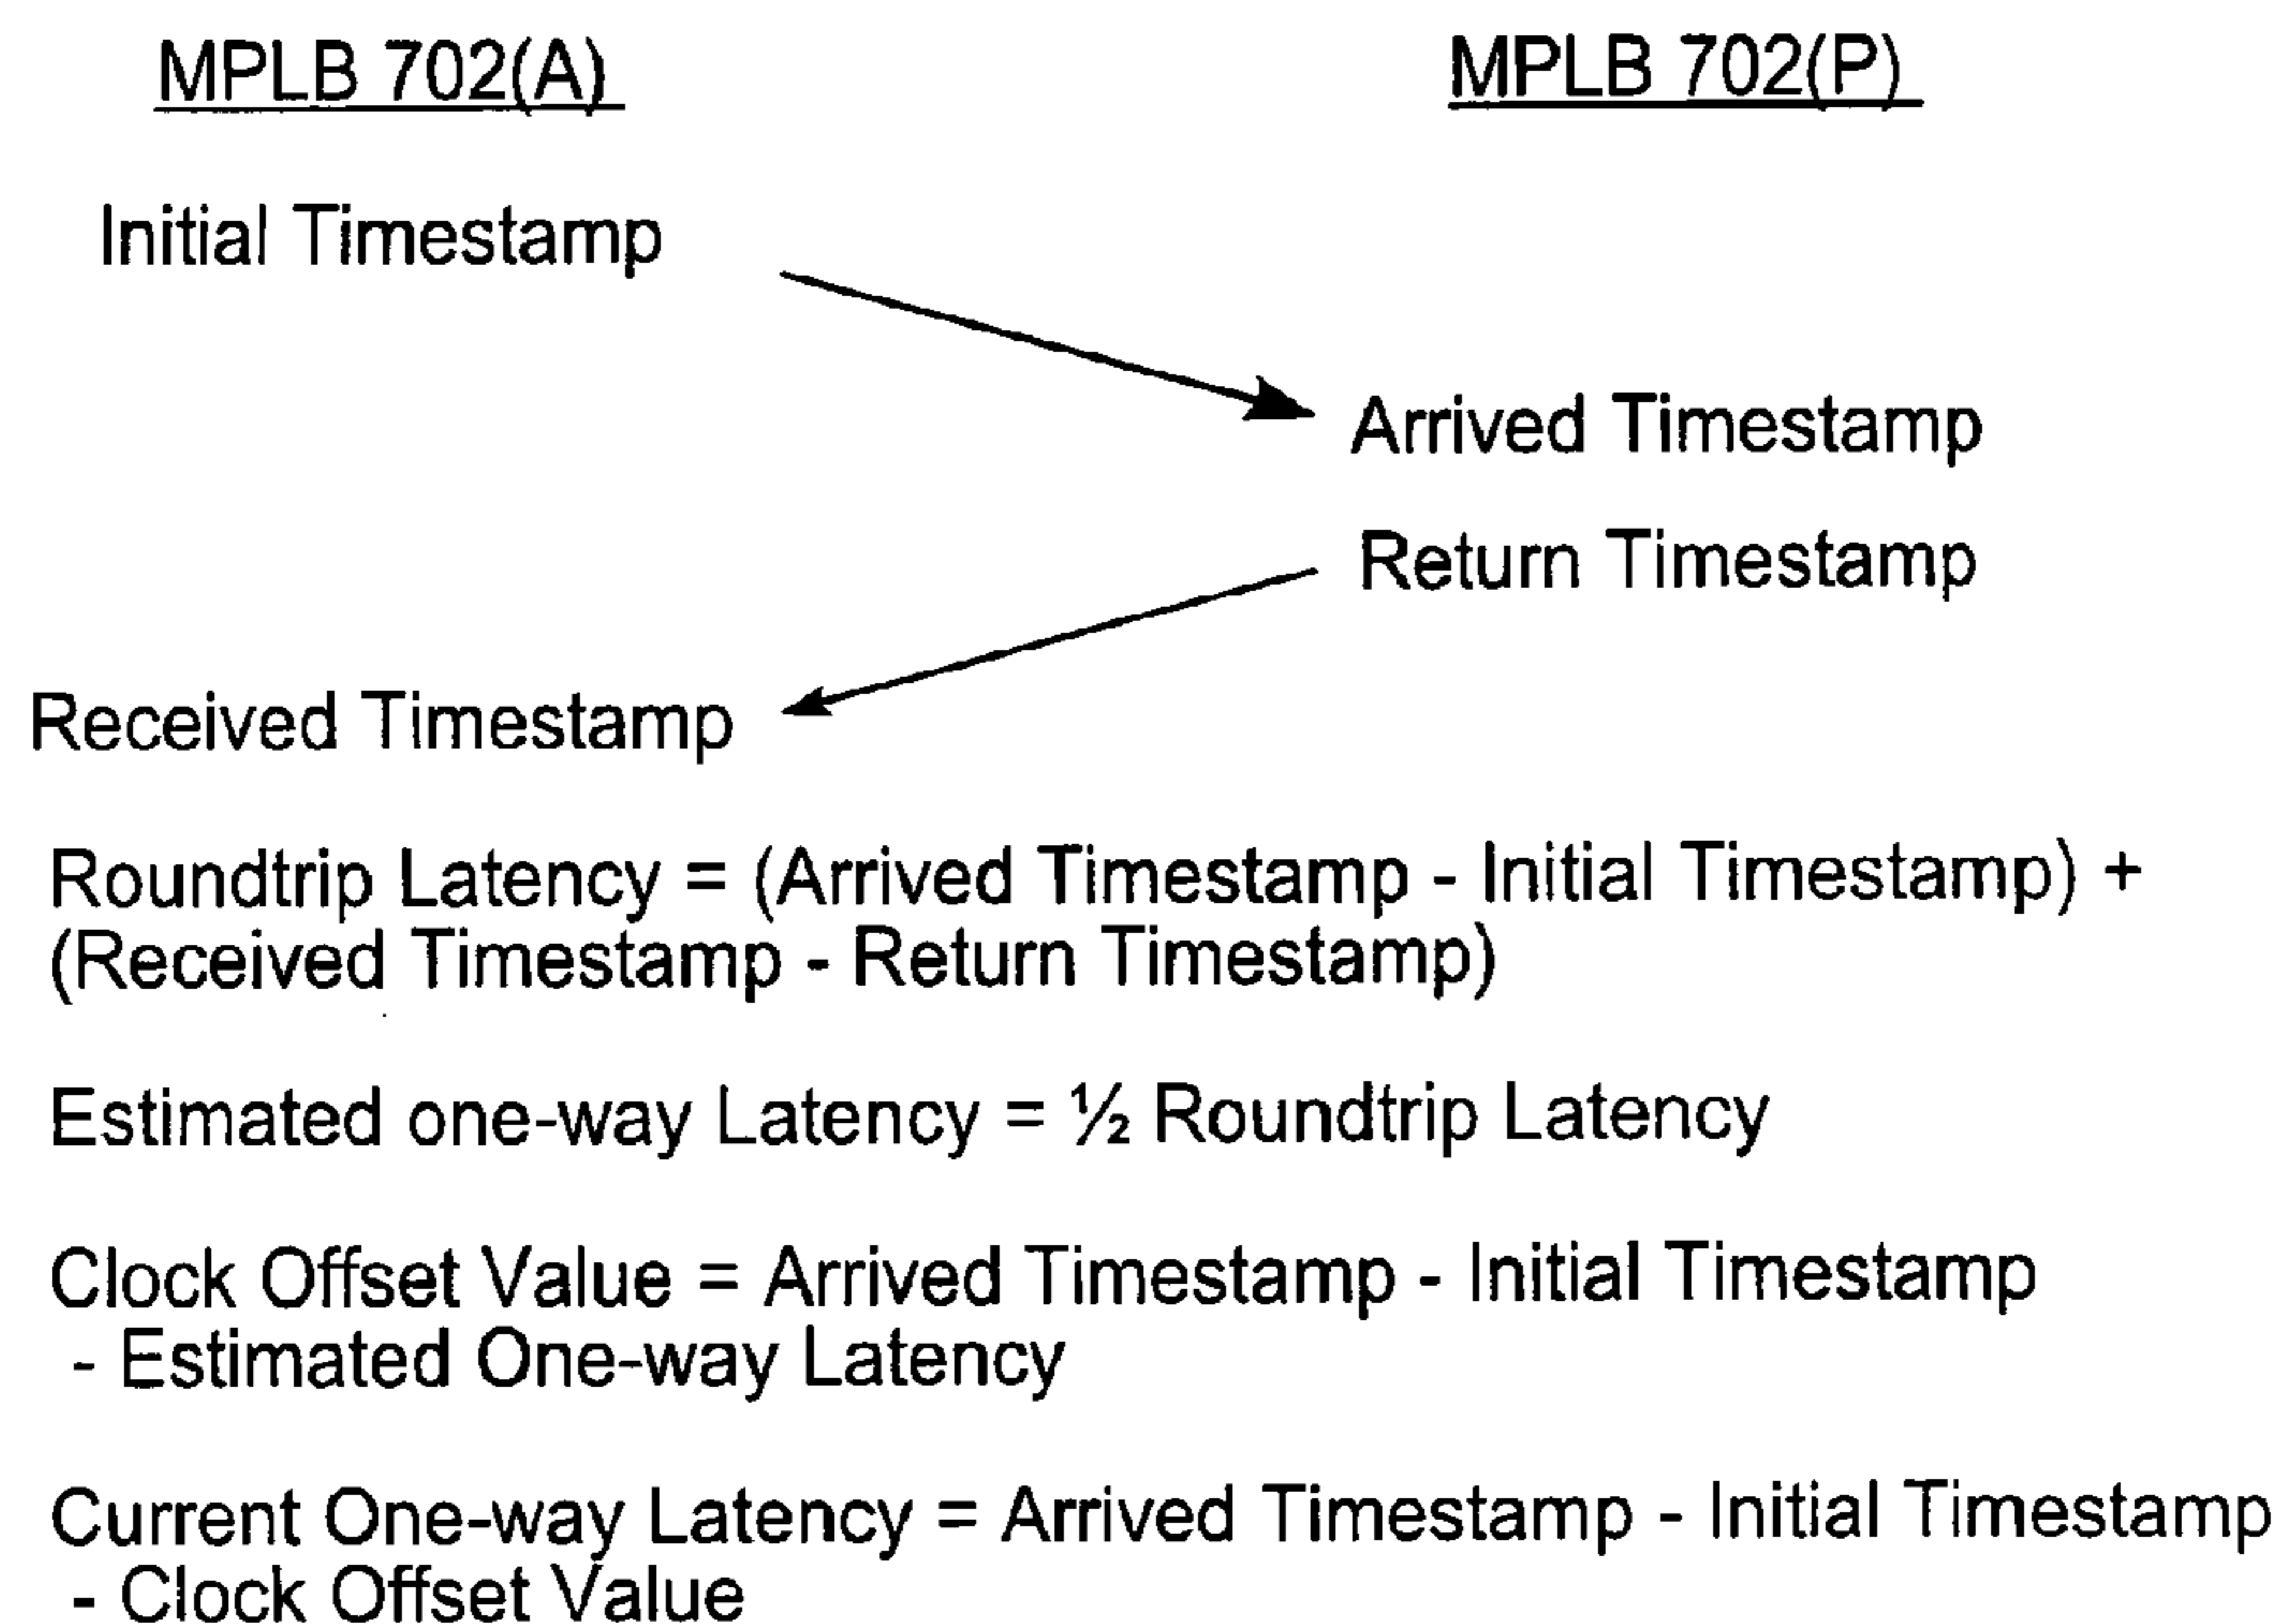 MPLB 702(A)
MPLB 702(P)
Initial Timestamp
Arrived Timestamp
Return Timestamp
Received Timestamp
Roundtrip Latency = (Arrived Timestamp - Initial Timestamp) +
(Received Timestamp - Return Timestamp)
Estimated one-way Latency = ½ Roundtrip Latency
Clock Offset Value = Arrived Timestamp - Initial Timestamp
- Estimated One-way Latency
Current One-way Latency = Arrived Timestamp - Initial Timestamp
- Clock Offset Value